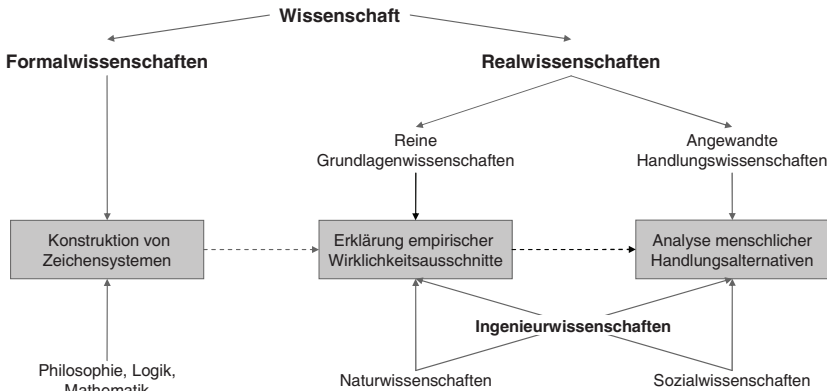 Wissenschaft
Formalwissenschaften
Realwissenschaften
Reine
Grundlagenwissenschaften
Angewandte
Handlungswissenschaften
Konstruktion von
Zeichensystemen
Erklärung empirischer
Wirklichkeitsausschnitte
Analyse menschlicher
Handlungsalternativen
Ingenieurwissenschaften
Philosophie, Logik,
Mathematik
Naturwissenschaften
Sozialwissenschaften